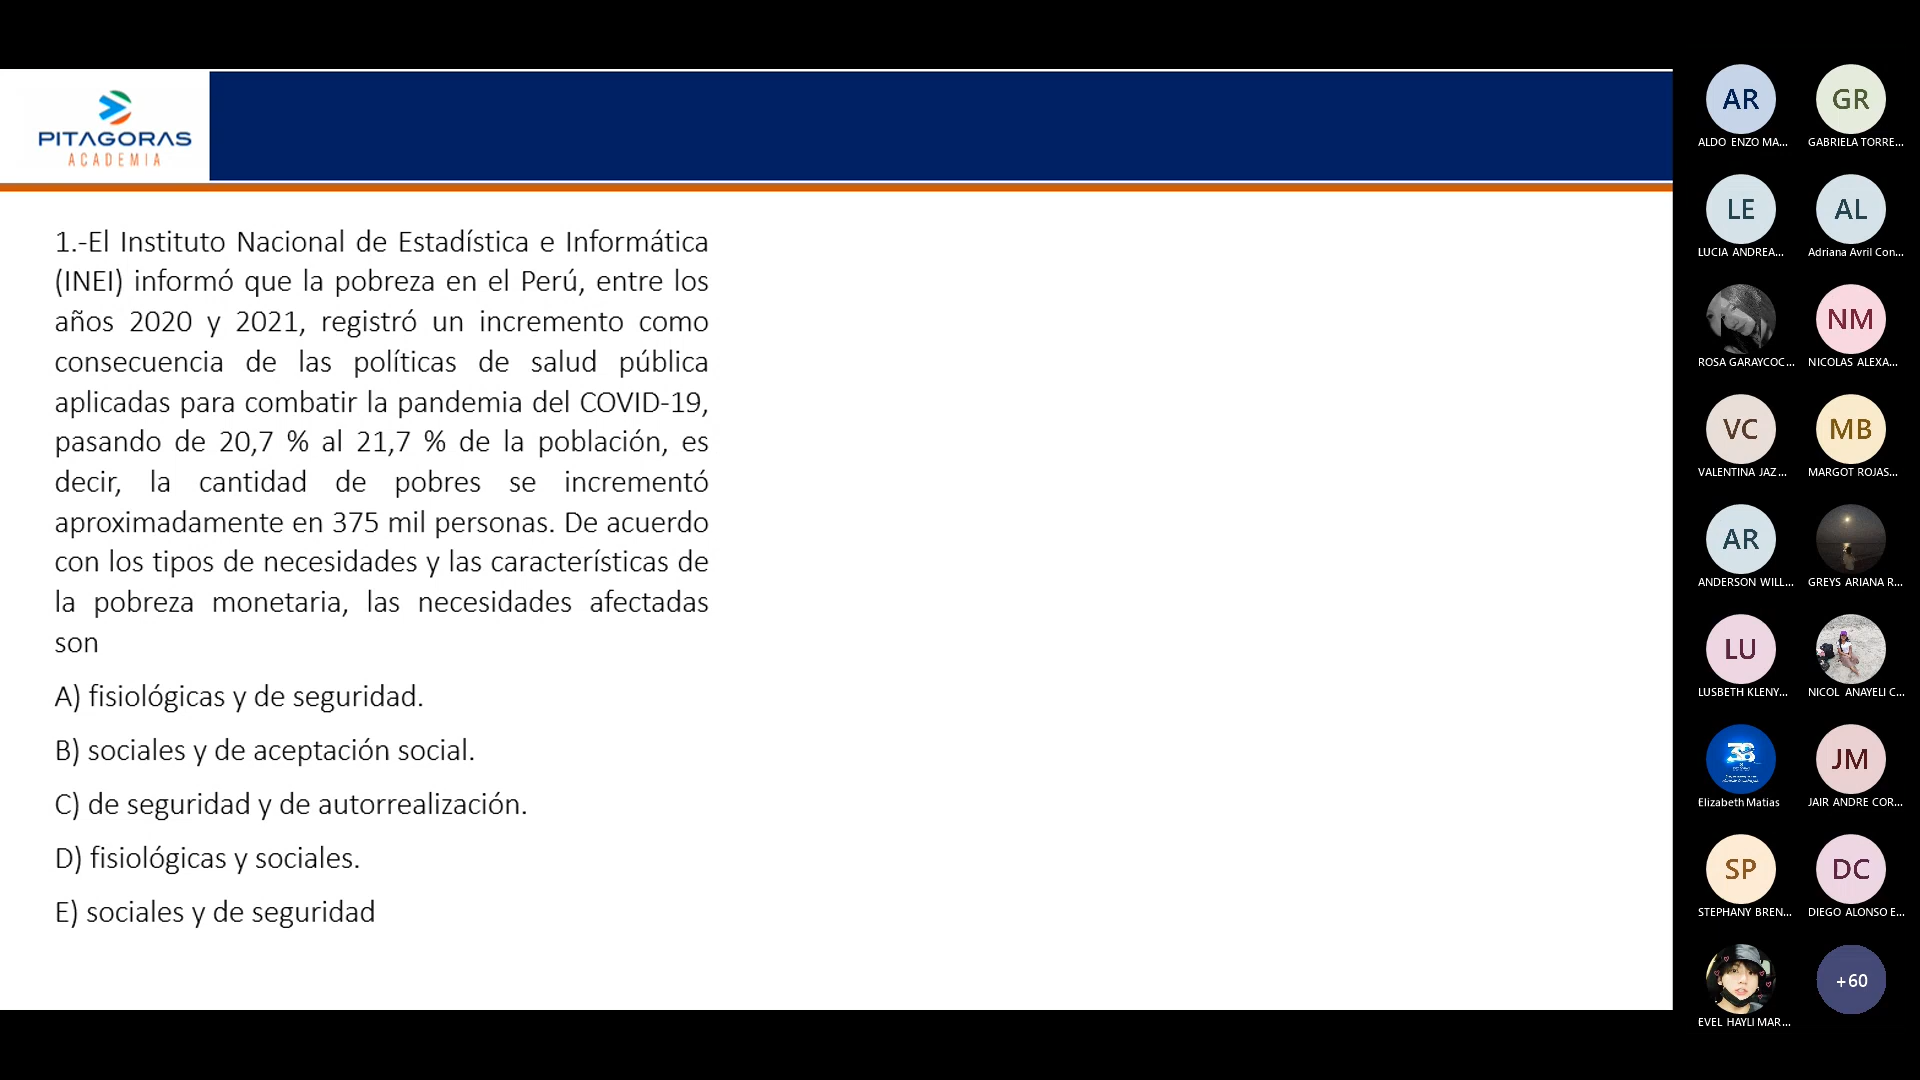 PITAGORAS
ACADEMIA
1.-El Instituto Nacional de Estadística e Informática
(INEI) informó que la pobreza en el Perú, entre los
años 2020 y 2021, registró un incremento como
consecuencia de las políticas de salud pública
aplicadas para combatir la pandemia del COVID-19,
pasando de 20,7 % al 21,7 % de la población, es
decir, la cantidad de pobres se incrementó
aproximadamente en 375 mil personas. De acuerdo
con los tipos de necesidades y las características de
la pobreza monetaria, las necesidades afectadas
son
A) fisiológicas y de seguridad.
B) sociales y de aceptación social.
C) de seguridad y de autorrealización.
D) fisiológicas y sociales.
E) sociales y de seguridad
AR GR
ALDO ENZO MA... GABRIELA TORRE...
LE AL
LUCIA ANDREA... Adriana Avril Con...
NM
ROSA GARAYCOC... NICOLAS ALEXA...
VC MB
VALENTINA JAZ... MARGOT ROJAS...
AR
ANDERSON WILL... GREYS ARIANA R...
LU
LUSBETH KLENY... NICOL ANAYELI C...
38 JM
Elizabeth Matias JAIR ANDRE COR...
SP DC
STEPHANY BREN... DIEGO ALONSO E...
+60
EVEL HAYLI MAR...